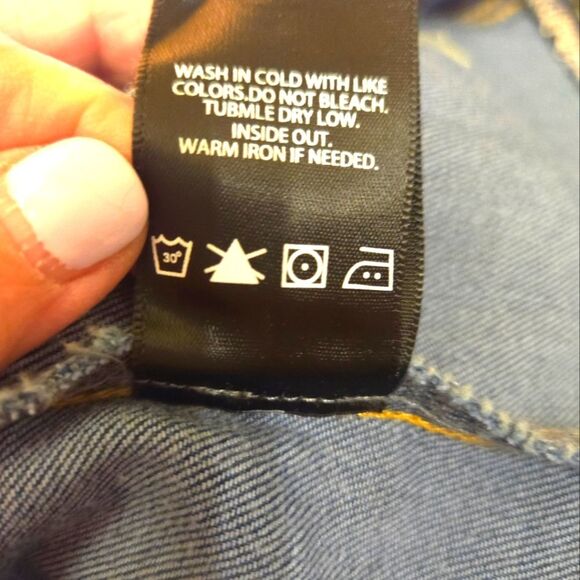 WASH IN COLD WITH LIKE
COLORS.DO NOT BLEACH.
TUBMLE DRY LOW.
INSIDE OUT.
WARM IRON IF NEEDED.
30°